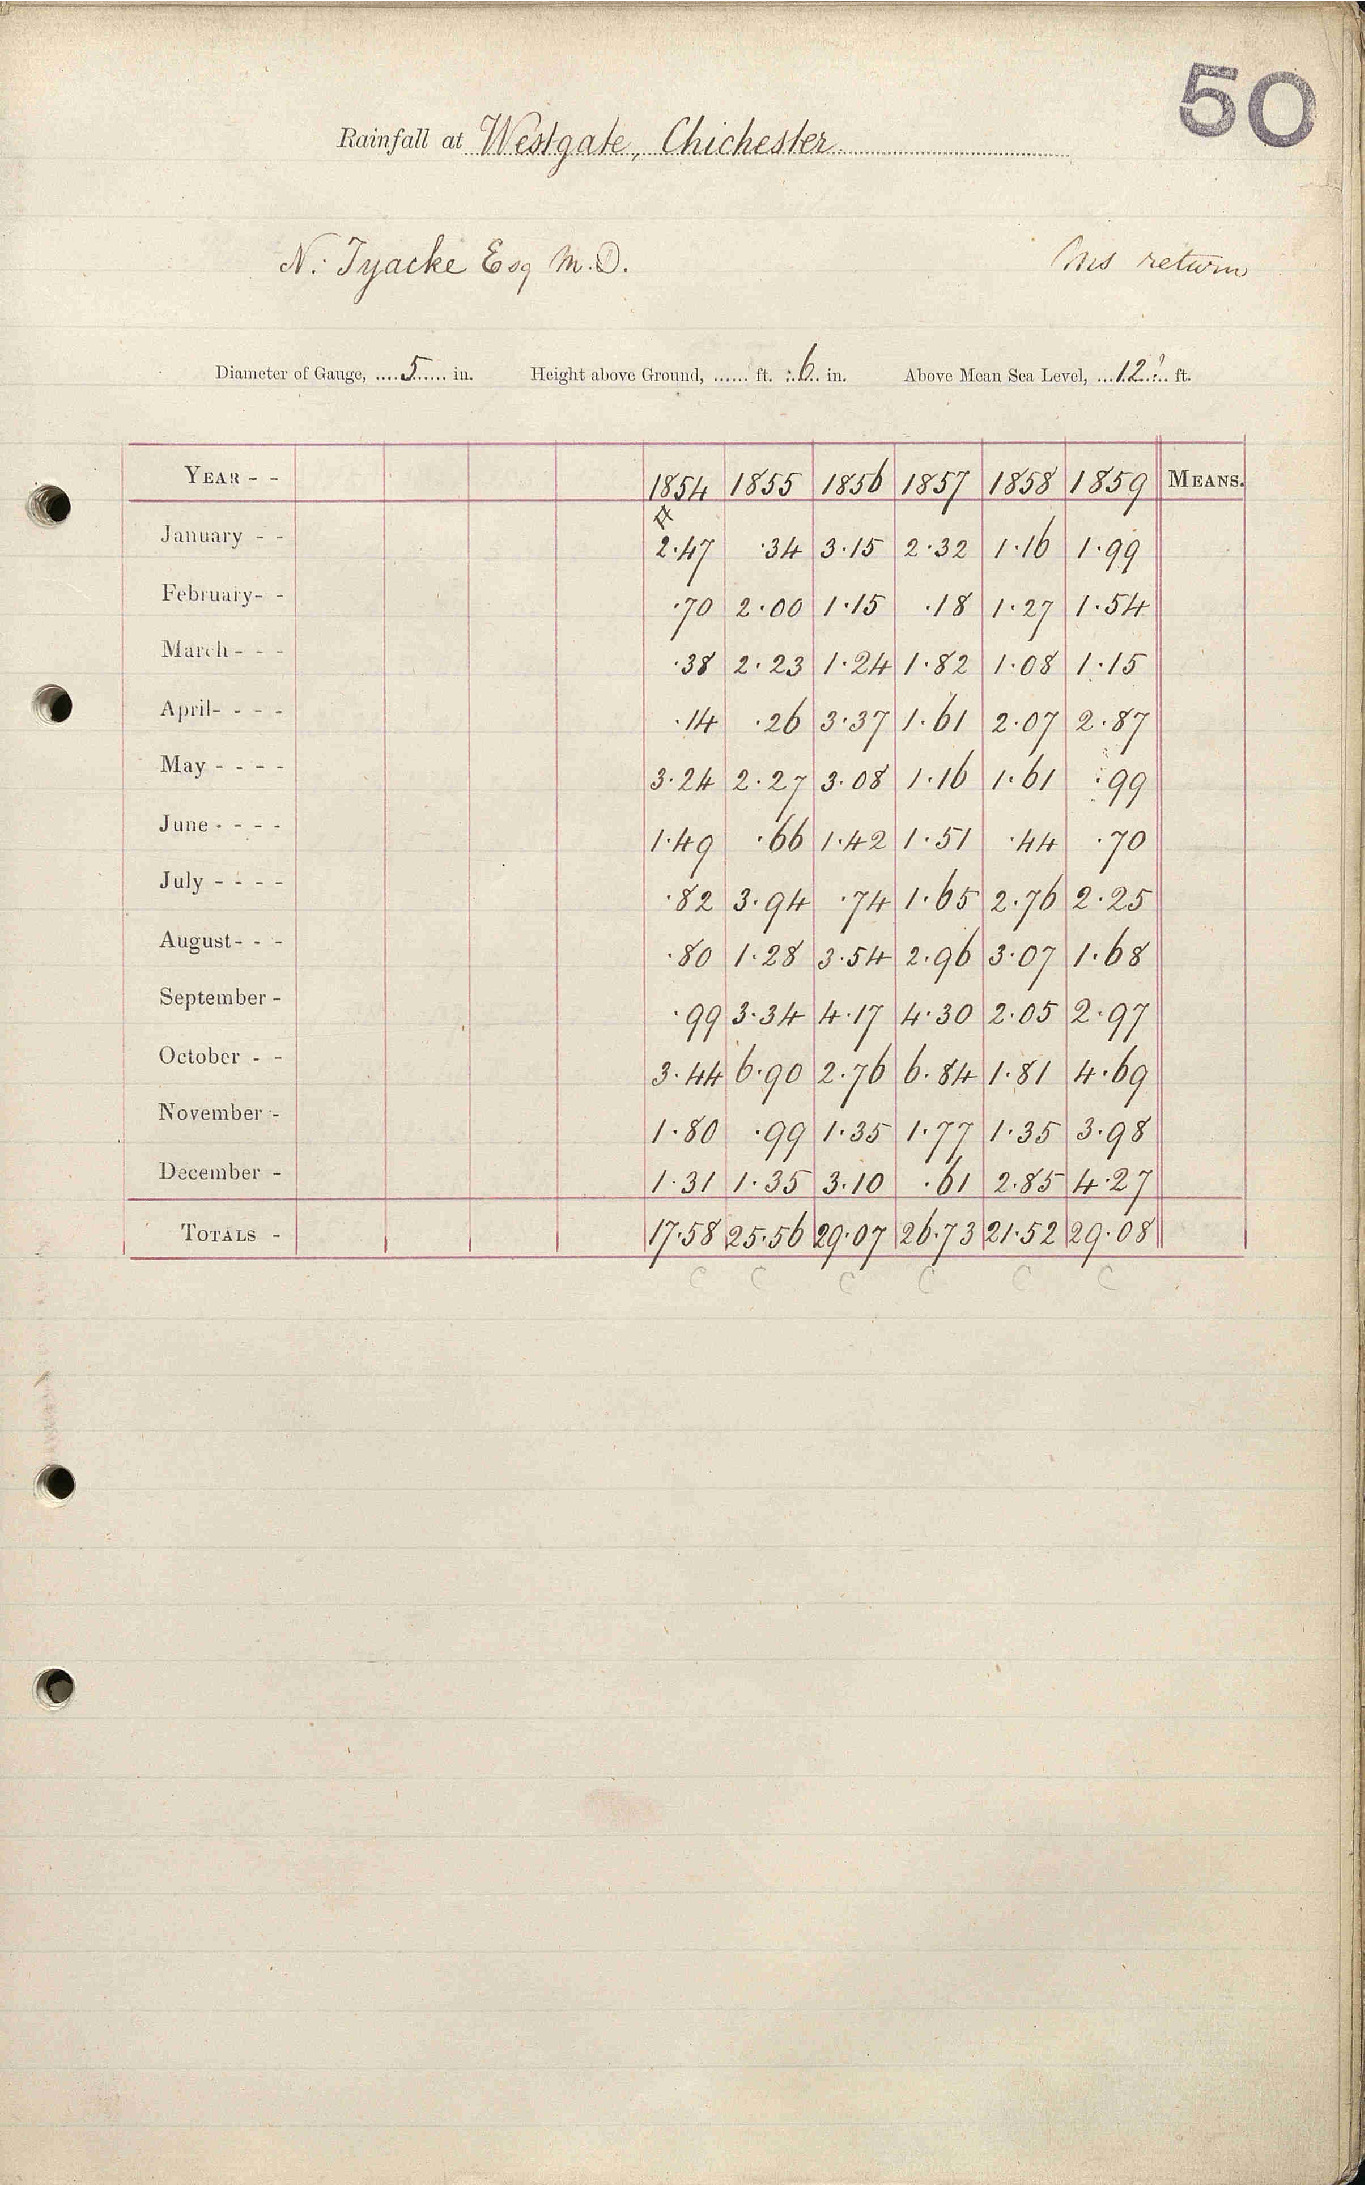 50
Rainfall at Westgate, Chichester
N. Tyacke Esq M.D. Ms return
Diameter of Gauge, 5 in. Height above Ground, ft. 6 in. Above Mean Sea Level, 12 ft.
YEAR - - 1854 1855 1856 1857 1858 1859 MEANS.
January - - 2.47 .34 3.15 2.32 1.16 1.99
February- - .70 2.00 1.15 .18 1.27 1.54
March - - - .38 2.23 1.24 1.82 1.08 1.15
April- - - - .14 .26 3.37 1.61 2.07 2.87
May - - - - 3.24 2.27 3.08 1.16 1.61 .99
June - - - - 1.49 .66 1.42 1.51 .44 .70
July - - - - .82 3.94 .74 1.65 2.76 2.25
August- - - .80 1.28 3.54 2.96 3.07 1.68
September - .99 3.34 4.17 4.30 2.05 2.97
October - - 3.44 6.90 2.76 6.84 1.81 4.69
November - 1.80 .99 1.35 1.77 1.35 3.98
December - 1.31 1.35 3.10 .61 2.85 4.27
TOTALS - 17.58 25.56 29.07 26.73 21.52 29.08
C C C C C C